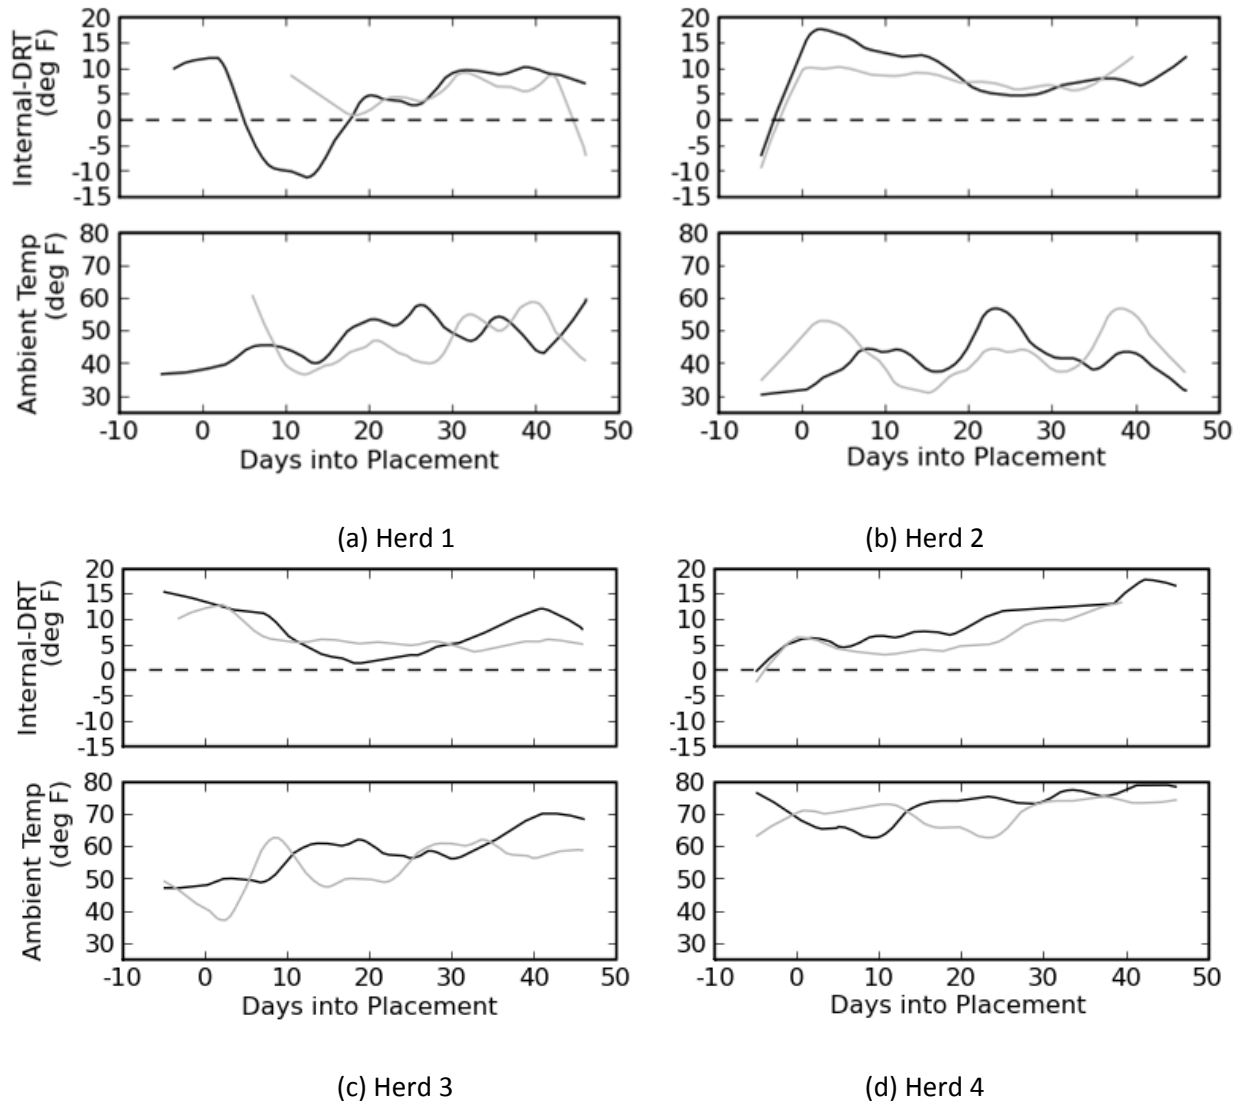 Internal-DRT
(deg F)
20
15
10
5
0
-5
-10
-15
Ambient Temp
(deg F)
80
70
60
50
40
30
-10 0 10 20 30 40 50
Days into Placement
(a) Herd 1
20
15
10
5
0
-5
-10
-15
80
70
60
50
40
30
-10 0 10 20 30 40 50
Days into Placement
(b) Herd 2
Internal-DRT
(deg F)
20
15
10
5
0
-5
-10
-15
Ambient Temp
(deg F)
80
70
60
50
40
30
-10 0 10 20 30 40 50
Days into Placement
(c) Herd 3
20
15
10
5
0
-5
-10
-15
80
70
60
50
40
30
-10 0 10 20 30 40 50
Days into Placement
(d) Herd 4